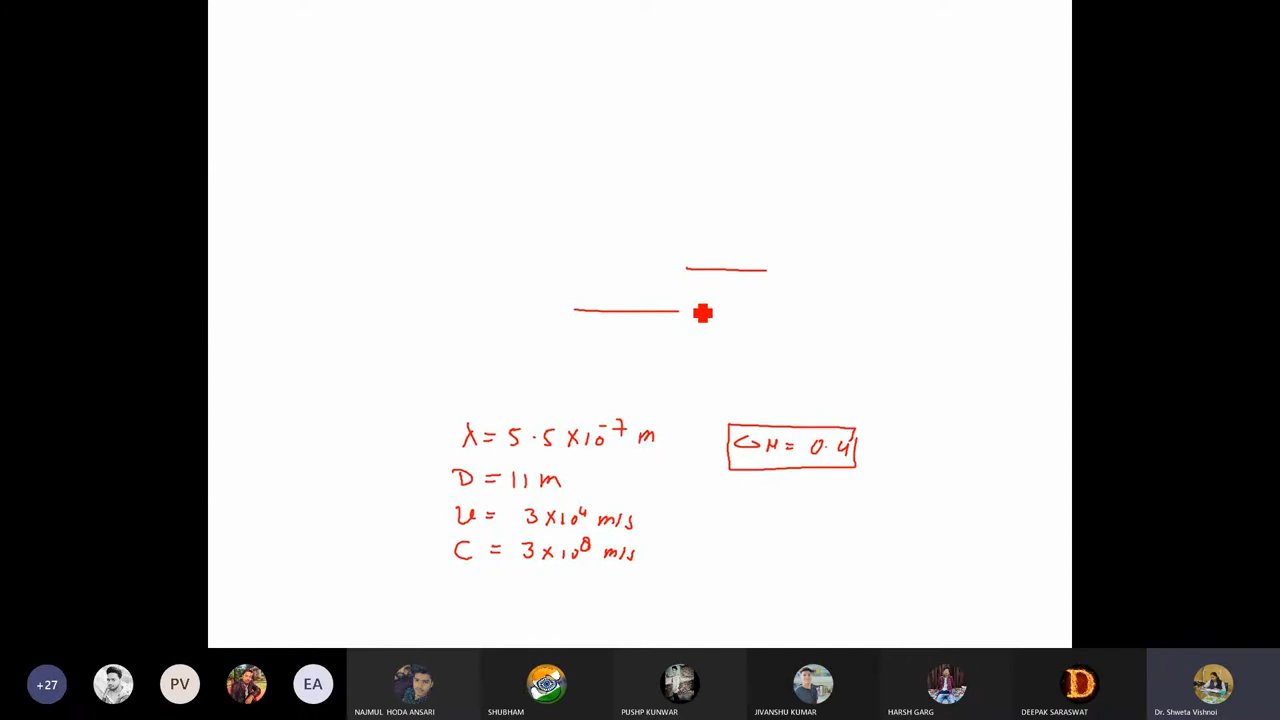 λ = 5.5 × 10⁻⁷ m
D = 11 m
v = 3 × 10⁴ m/s
C = 3 × 10⁸ m/s
= 0.4
+27
PV
EA
NAJMUL HODA ANSARI
SHUBHAM
PUSHP KUNWAR
JIVANSHU KUMAR
HARSH GARG
DEEPAK SARASWAT
Dr. Shweta Vishnoi